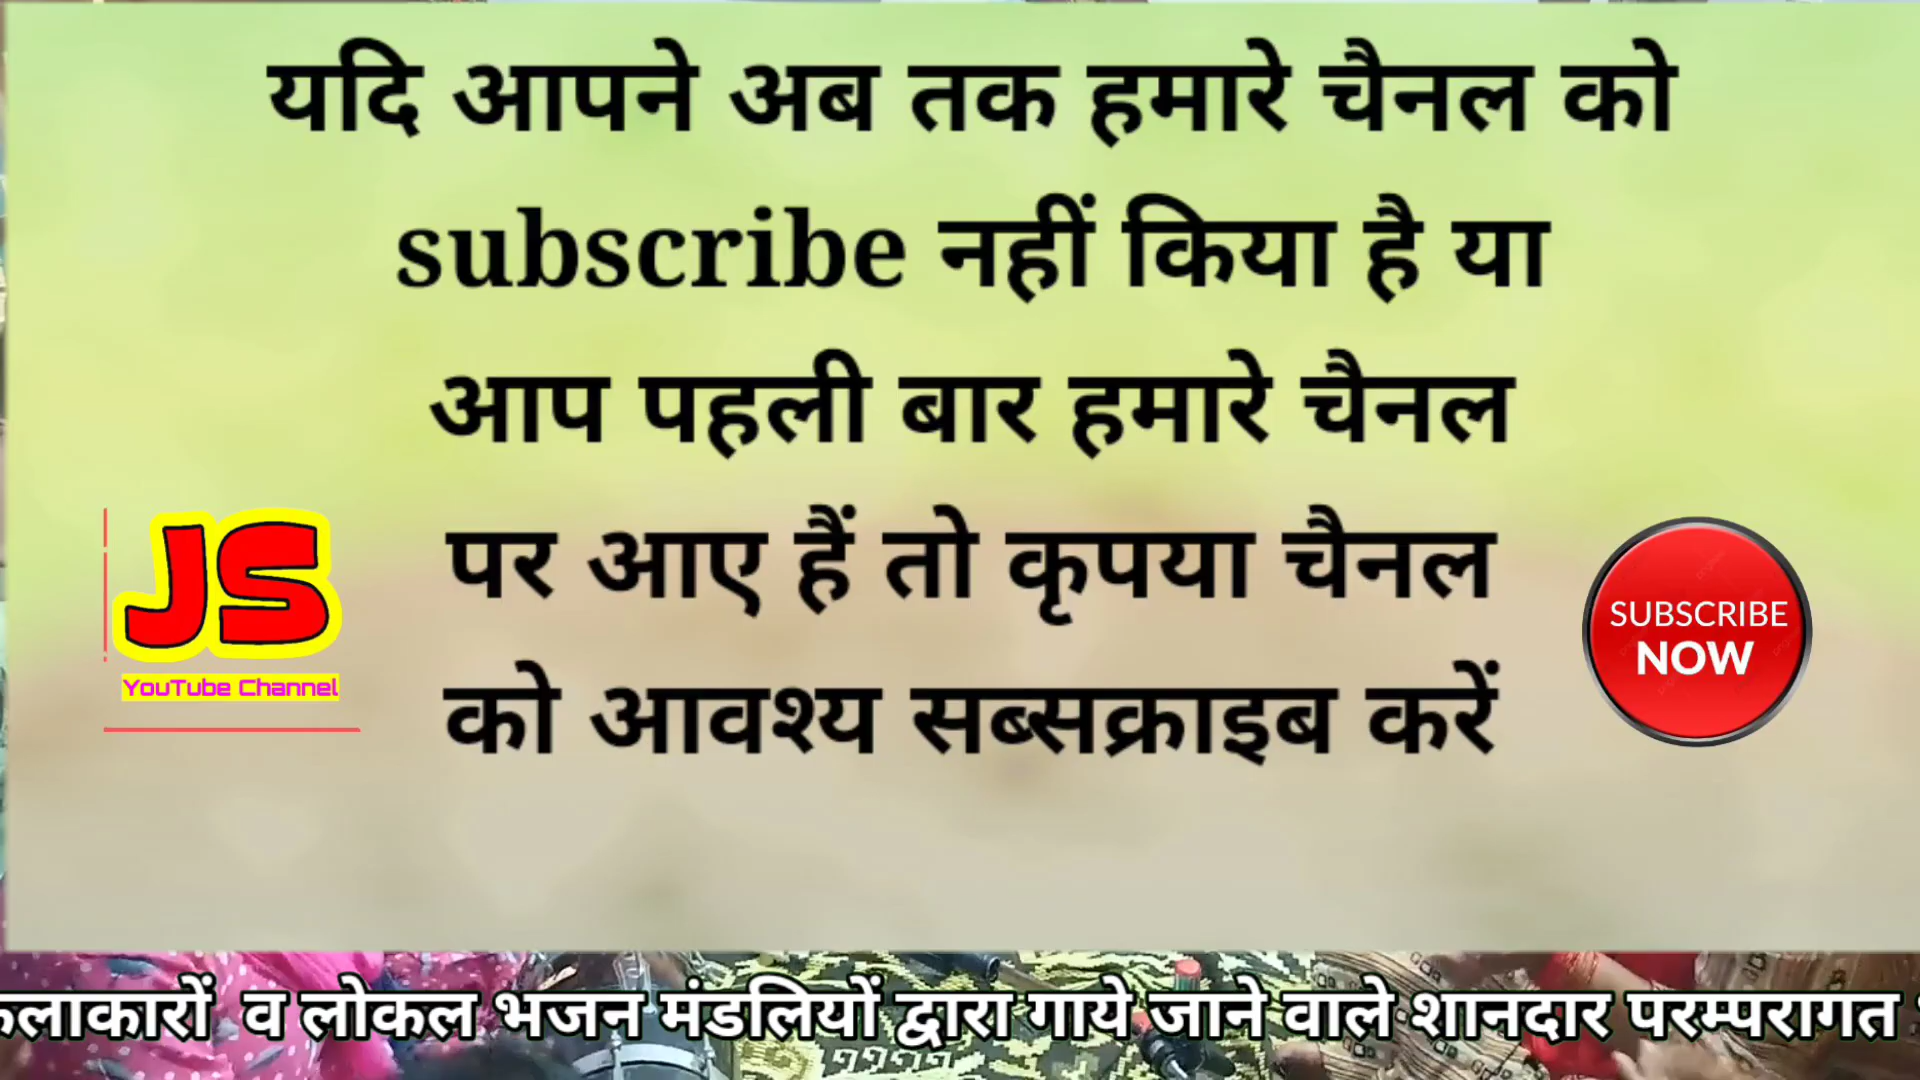 यदि आपने अब तक हमारे चैनल को
subscribe नहीं किया है या
आप पहली बार हमारे चैनल
पर आए हैं तो कृपया चैनल
को आवश्य सब्सक्राइब करें
JS
YouTube Channel
SUBSCRIBE
NOW
व लोकल भजन मंडलियों द्वारा गाये जाने वाले शानदार परम्परागत